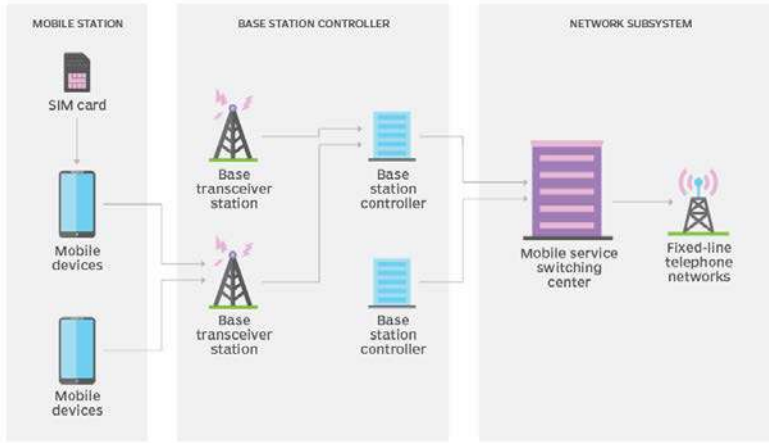 MOBILE STATION
BASE STATION CONTROLLER
NETWORK SUBSYSTEM
SIM card
Mobile
devices
Mobile
devices
Base
transceiver
station
Base
transceiver
station
Base
station
controller
Base
station
controller
Mobile service
switching
center
Fixed-line
telephone
networks